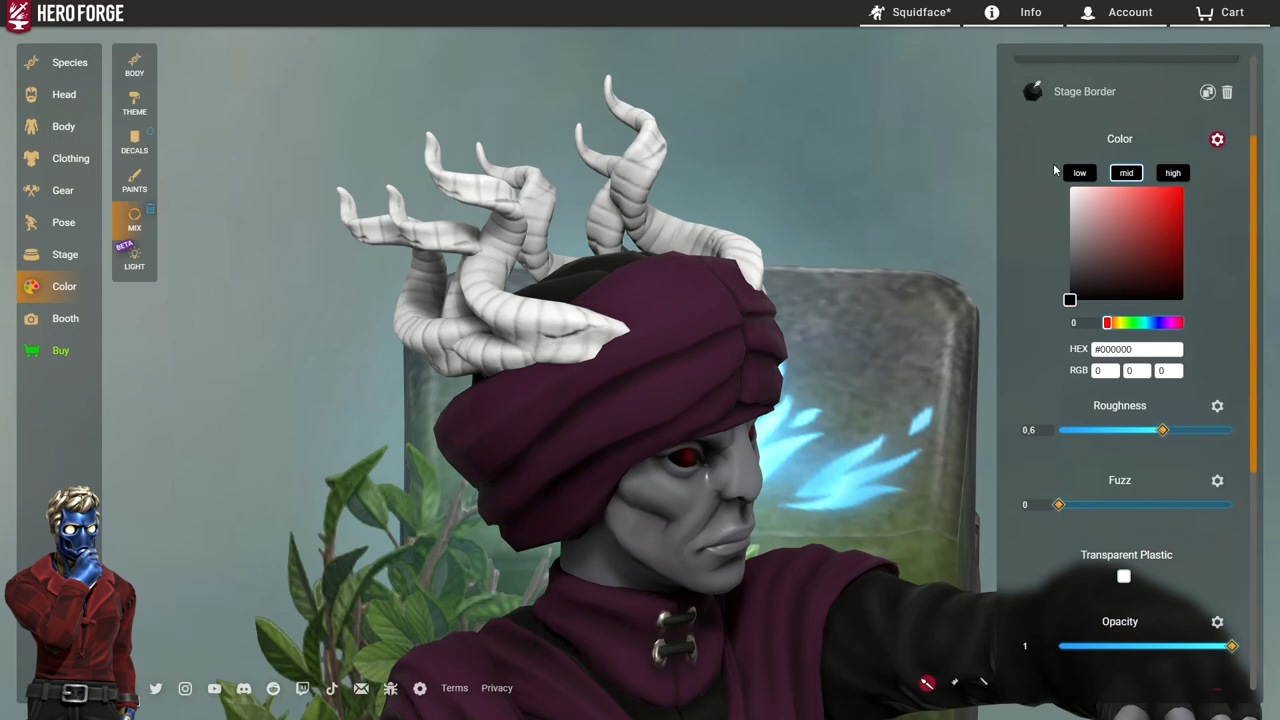 HERO FORGE
Squidface*
Info
Account
Cart
Species
Head
Body
Clothing
Gear
Pose
Stage
Color
Booth
Buy
BODY
THEME
DECALS
PAINTS
MIX
BETA
LIGHT
Stage Border
Color
low mid high
0
HEX #000000
RGB 0 0 0
Roughness
0,6
Fuzz
0
Transparent Plastic
Opacity
1
Terms Privacy